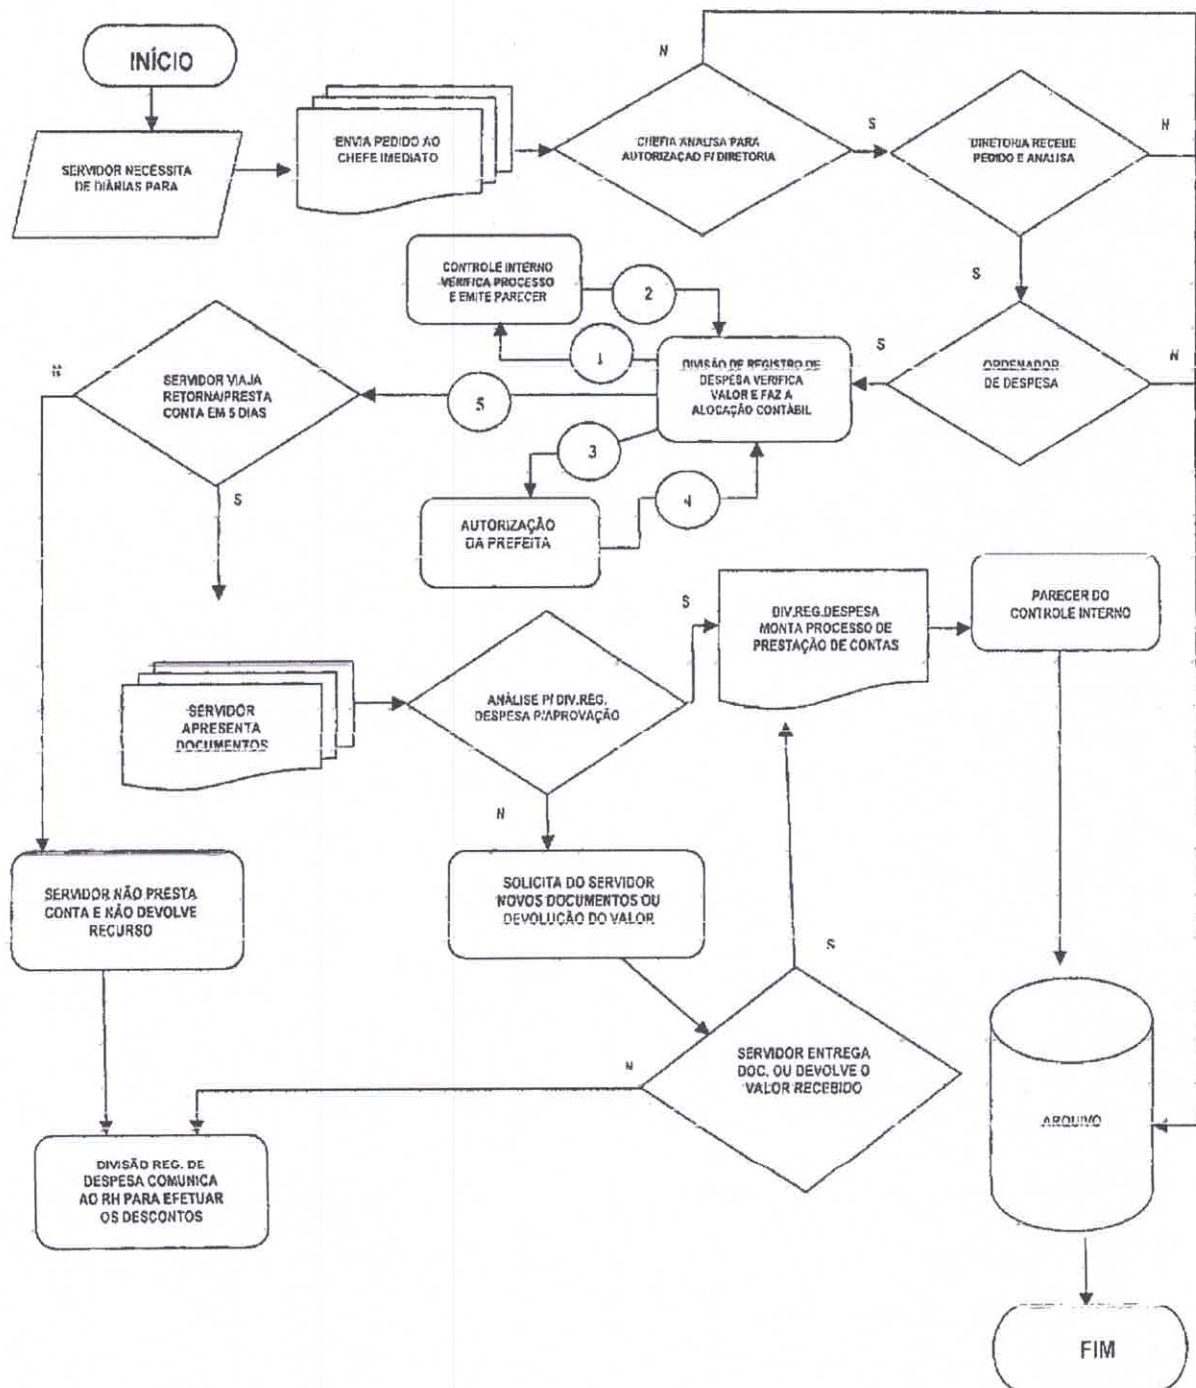 INÍCIO
SERVIDOR NECESSITA
DE DIÁRIAS PARA
ENVIA PEDIDO AO
CHEFE IMEDIATO
N
CHEFIA ANALISA PARA
AUTORIZAÇAO P/ DIRETORIA
S
DIRETORIA RECEBE
PEDIDO E ANALISA
N
S
ORDENADOR
DE DESPESA
N
S
DIVISÃO DE REGISTRO DE
DESPESA VERIFICA
VALOR E FAZ A
ALOCAÇÃO CONTÁBIL
1
CONTROLE INTERNO
VERIFICA PROCESSO
E EMITE PARECER
2
3
AUTORIZAÇÃO
DA PREFEITA
4
5
SERVIDOR VIAJA
RETORNA/PRESTA
CONTA EM 5 DIAS
N
S
SERVIDOR
APRESENTA
DOCUMENTOS
ANÁLISE P/ DIV.REG.
DESPESA P/APROVAÇÃO
S
DIV.REG.DESPESA
MONTA PROCESSO DE
PRESTAÇÃO DE CONTAS
PARECER DO
CONTROLE INTERNO
N
SOLICITA DO SERVIDOR
NOVOS DOCUMENTOS OU
DEVOLUÇÃO DO VALOR
SERVIDOR NÃO PRESTA
CONTA E NÃO DEVOLVE
RECURSO
S
SERVIDOR ENTREGA
DOC. OU DEVOLVE O
VALOR RECEBIDO
N
DIVISÃO REG. DE
DESPESA COMUNICA
AO RH PARA EFETUAR
OS DESCONTOS
ARQUIVO
FIM